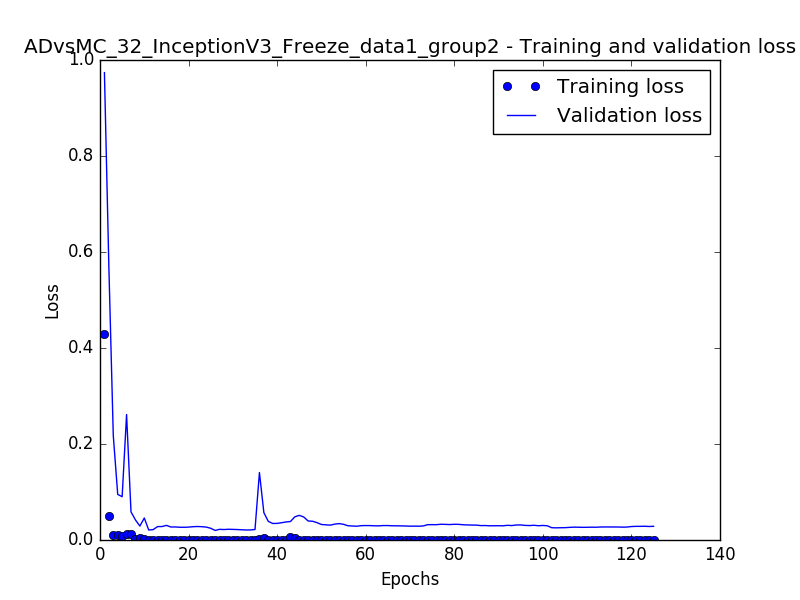 ADvsMC_32_InceptionV3_Freeze_data1_group2 - Training and validation loss
1.0
0.8
0.6
0.4
0.2
0.0
Loss
Training loss
Validation loss
0 20 40 60 80 100 120 140
Epochs